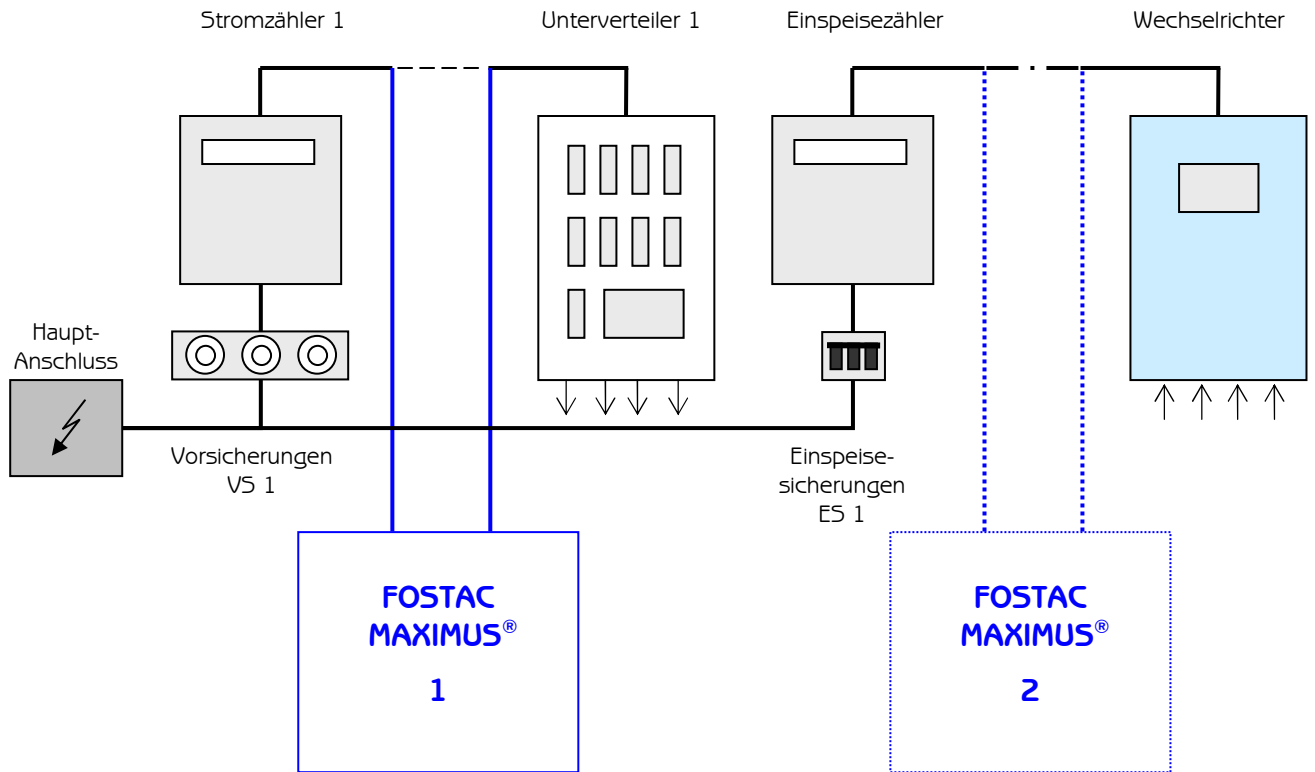 Stromzähler 1
Unterverteiler 1
Einspeisezähler
Wechselrichter
Haupt-
Anschluss
Vorsicherungen
VS 1
Einspeise-
sicherungen
ES 1
FOSTAC
MAXIMUS®
1
FOSTAC
MAXIMUS®
2